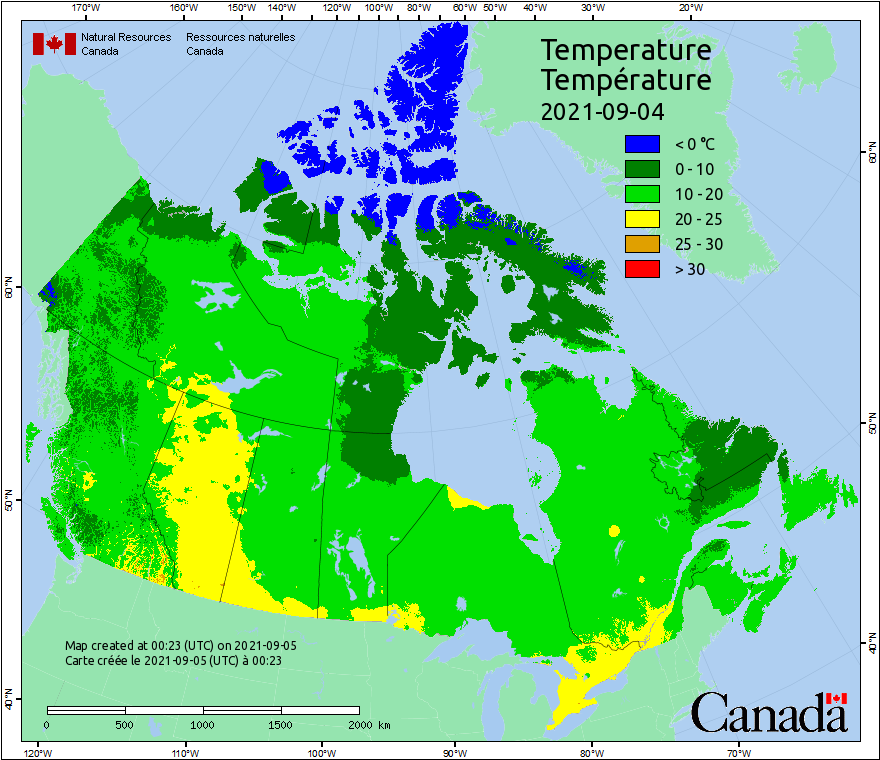 170°W 160°W 150°W 140°W 120°W 100°W 80°W 60°W 50°W 40°W 30°W 20°W
Natural Resources Ressources naturelles
Canada Canada
Temperature
Température
2021-09-04
< 0 °C
0 - 10
10 - 20
20 - 25
25 - 30
> 30
60°N
60°N
50°N
50°N
40°N
40°N
Map created at 00:23 (UTC) on 2021-09-05
Carte créée le 2021-09-05 (UTC) à 00:23
0 500 1000 1500 2000 km
Canada
120°W 110°W 100°W 90°W 80°W 70°W